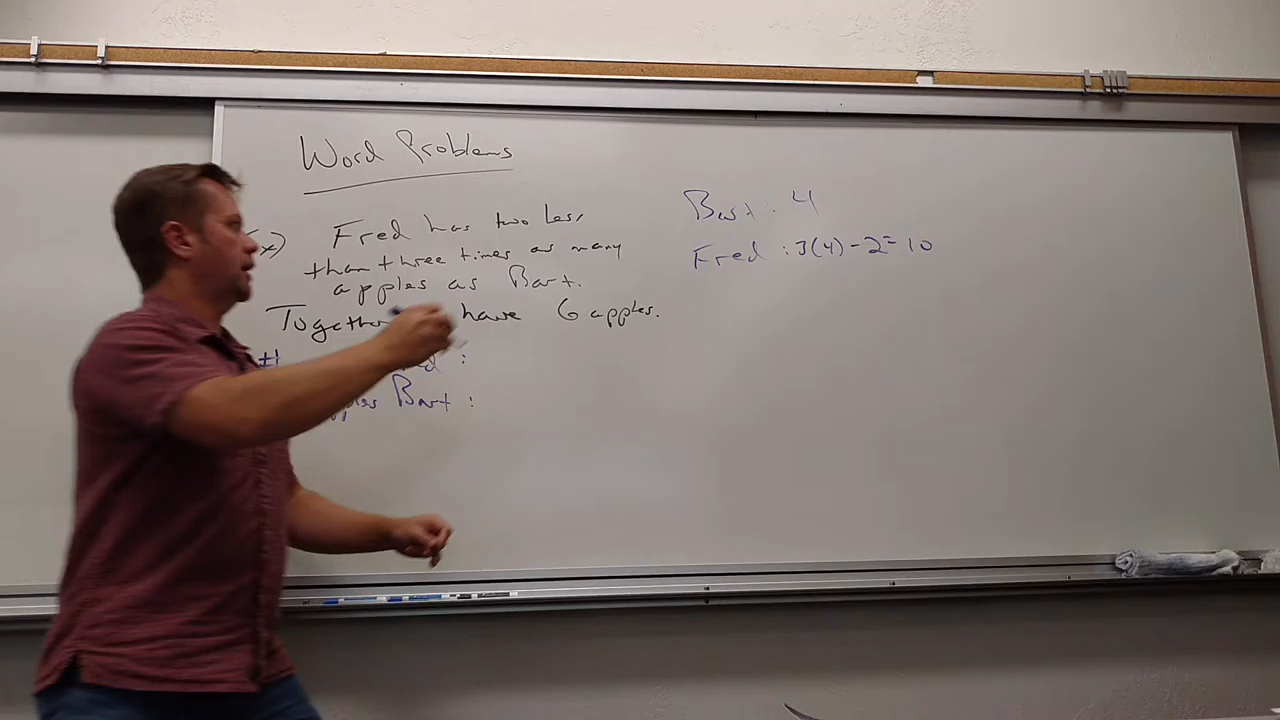 Word Problems
x) Fred has two less
than three times as many
apples as Bart.
Together have 6 apples.
#
Bart :
Bart : 4
Fred : 3(4) - 2 = 10